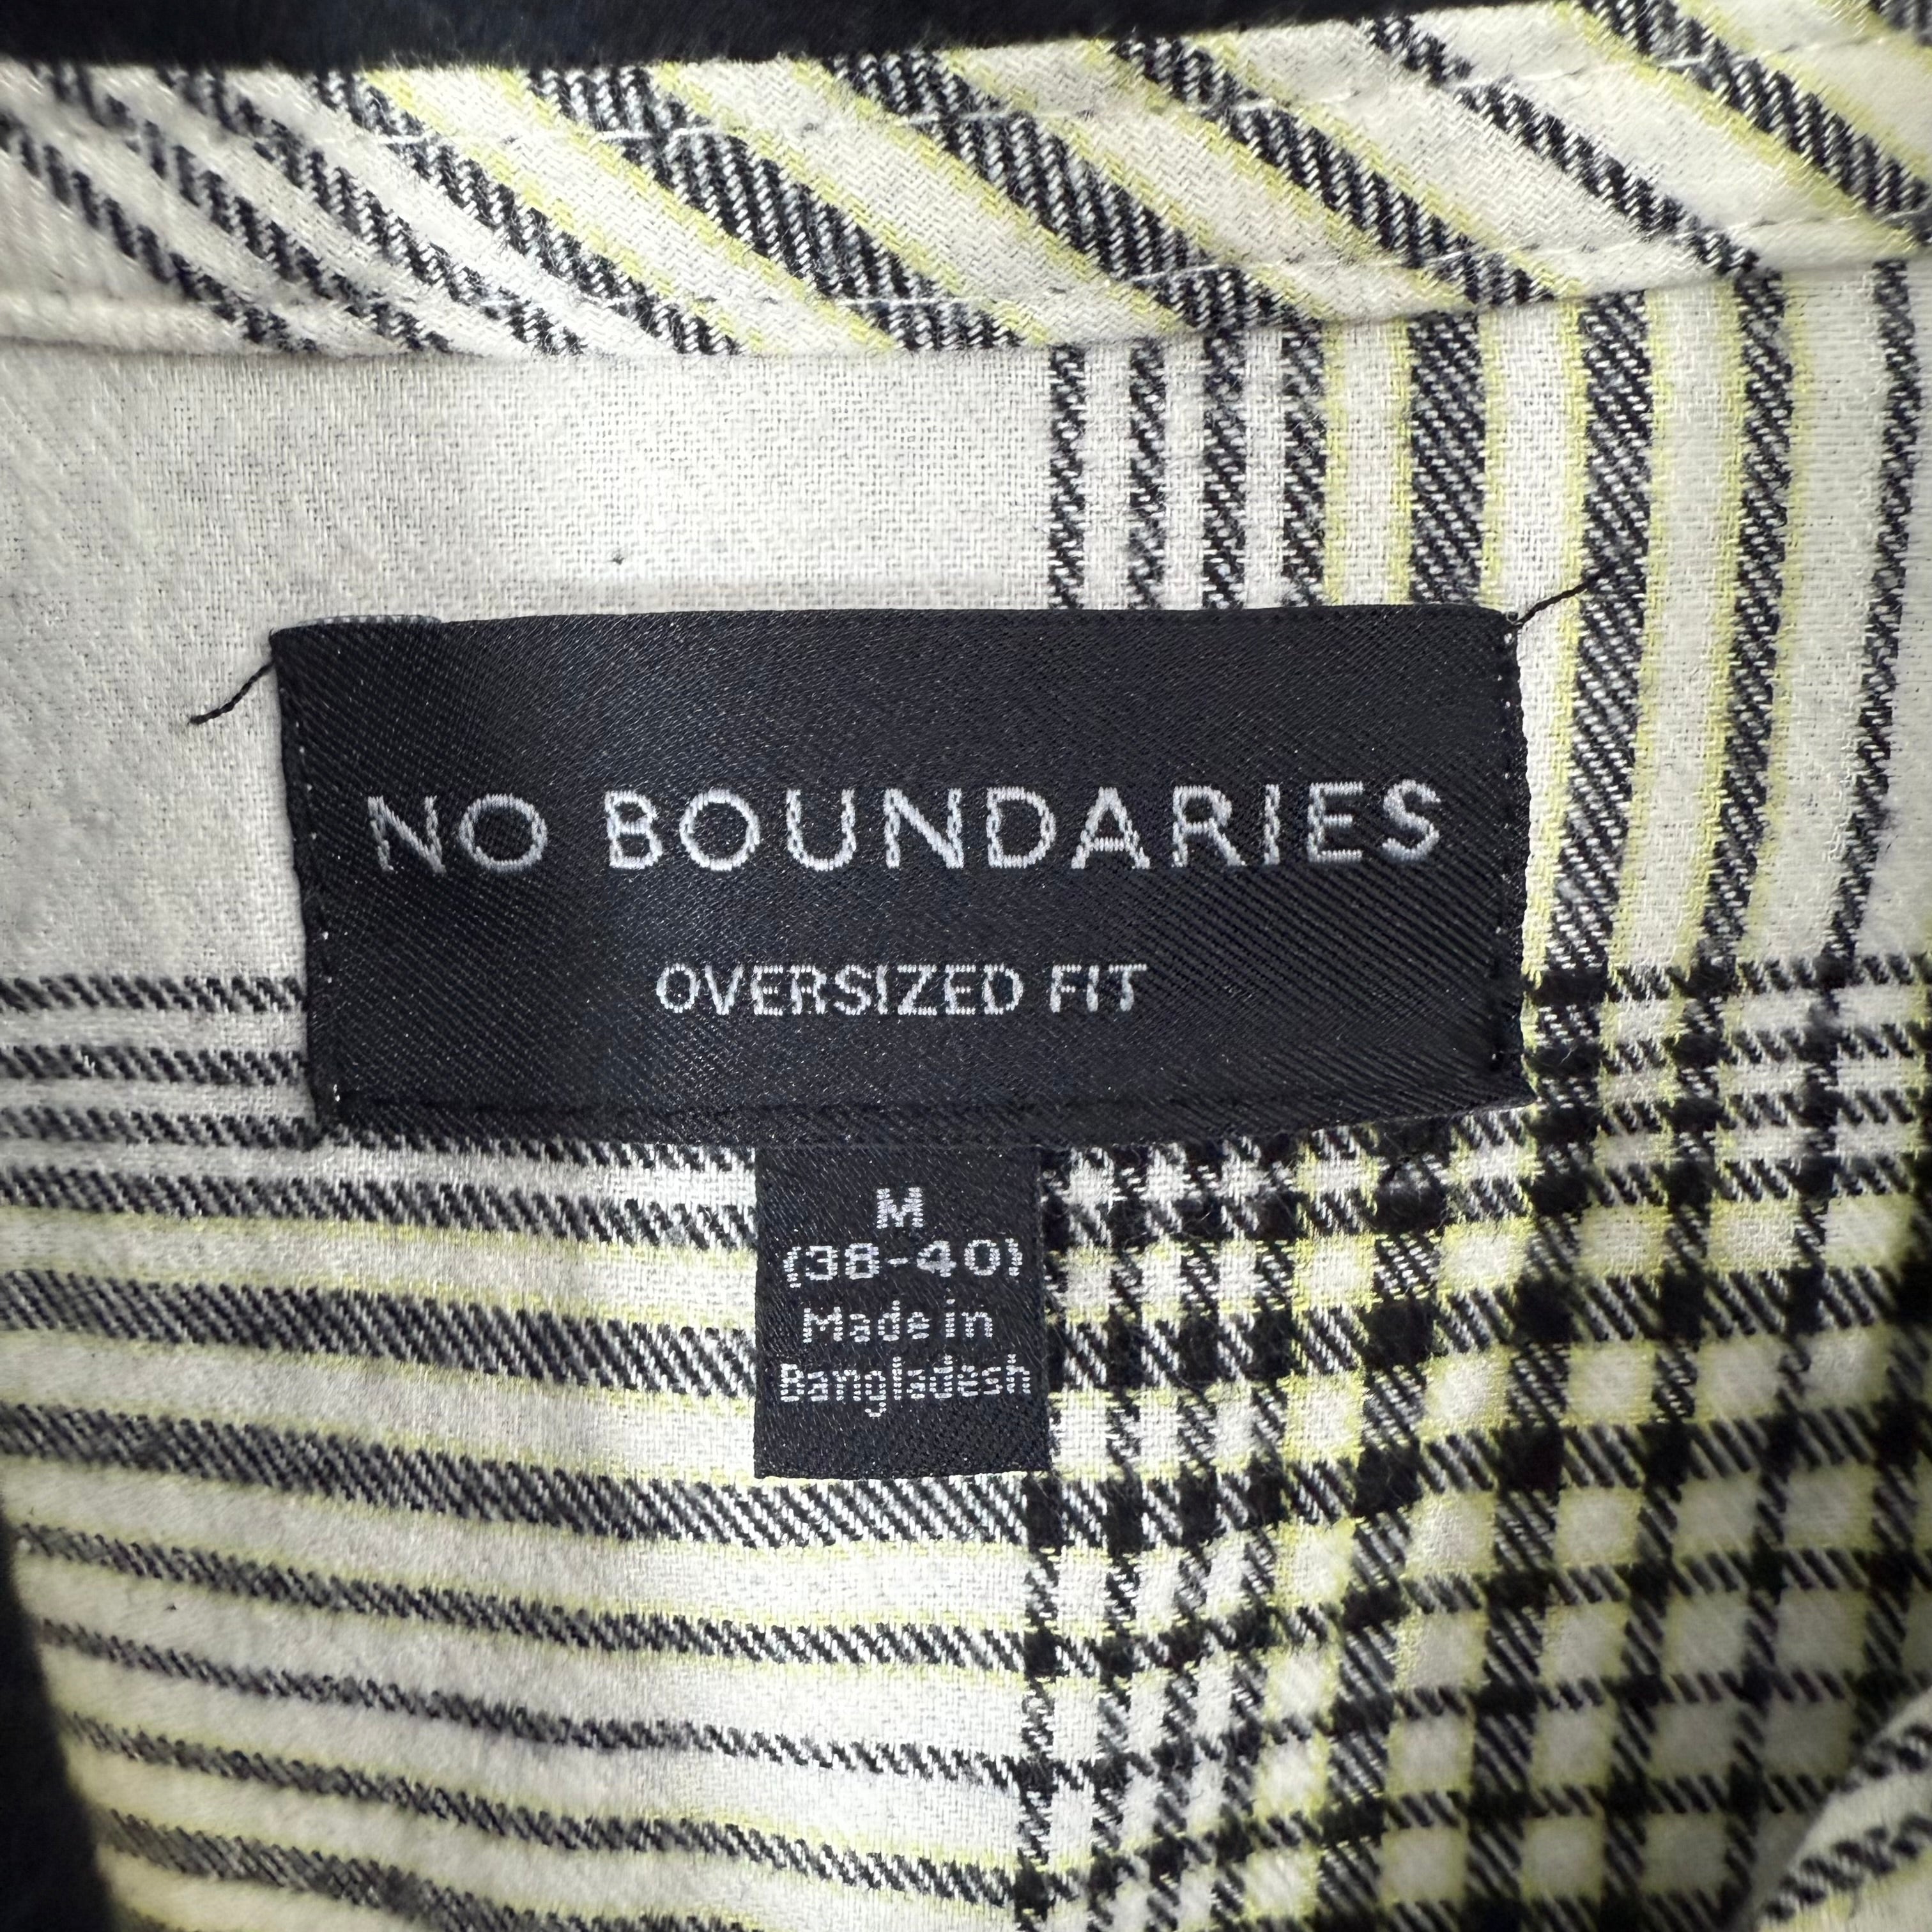 NO BOUNDARIES
OVERSIZED FIT
M
(38-40)
Made in
Bangladesh